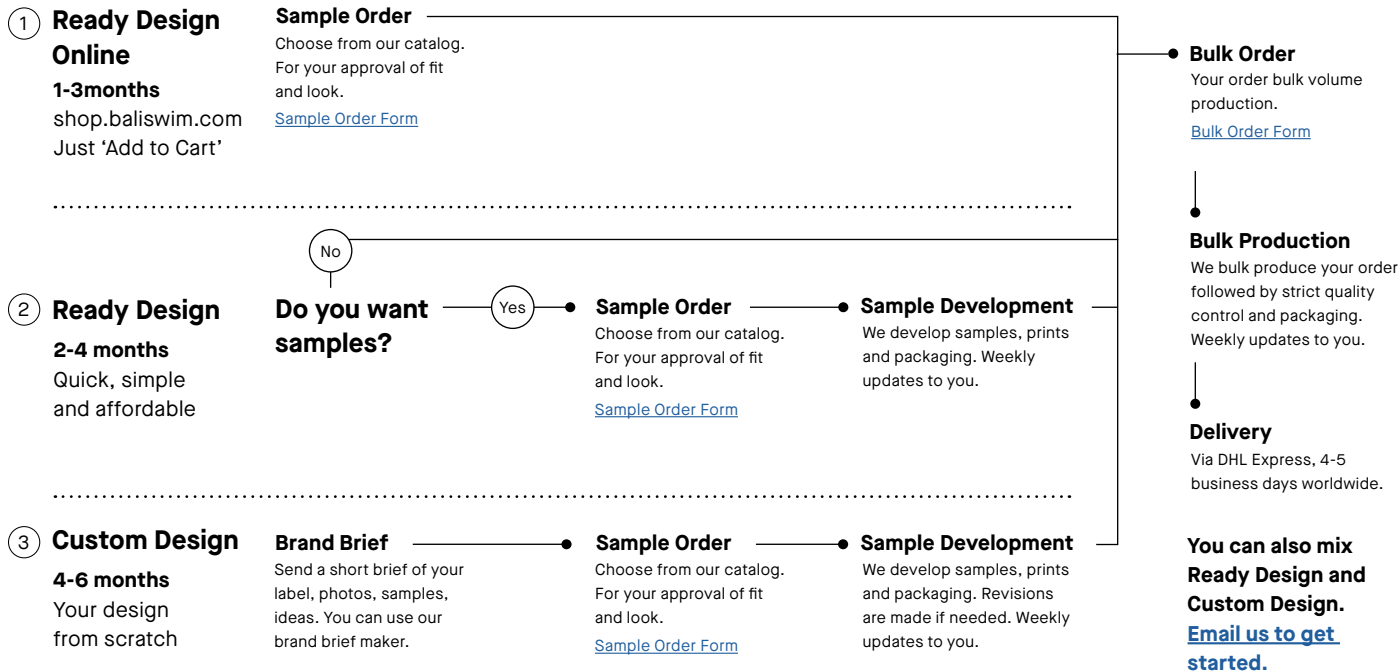 1
Ready Design
Online
1-3months
shop.baliswim.com
Just ‘Add to Cart’
Sample Order
Choose from our catalog.
For your approval of fit
and look.
Sample Order Form
Bulk Order
Your order bulk volume
production.
Bulk Order Form
Bulk Production
We bulk produce your order
followed by strict quality
control and packaging.
Weekly updates to you.
Delivery
Via DHL Express, 4-5
business days worldwide.
2
Ready Design
2-4 months
Quick, simple
and affordable
No
Do you want
samples?
Yes
Sample Order
Choose from our catalog.
For your approval of fit
and look.
Sample Order Form
Sample Development
We develop samples, prints
and packaging. Weekly
updates to you.
3
Custom Design
4-6 months
Your design
from scratch
Brand Brief
Send a short brief of your
label, photos, samples,
ideas. You can use our
brand brief maker.
Sample Order
Choose from our catalog.
For your approval of fit
and look.
Sample Order Form
Sample Development
We develop samples, prints
and packaging. Revisions
are made if needed. Weekly
updates to you.
You can also mix
Ready Design and
Custom Design.
Email us to get
started.